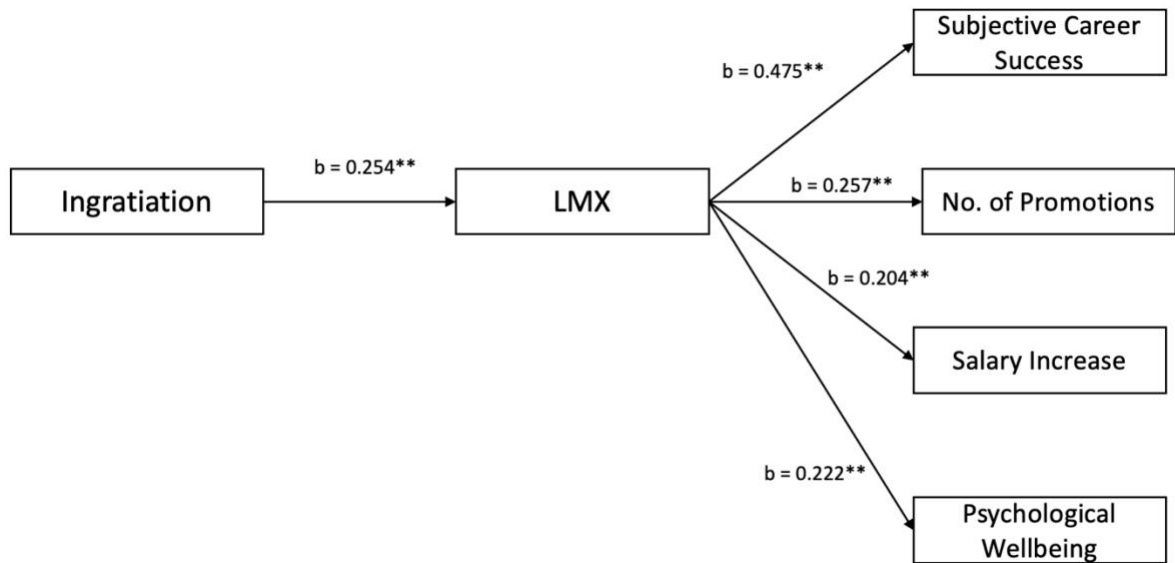 Subjective Career
Success
b = 0.475**
b = 0.254**
Ingratiation
LMX
b = 0.257**
No. of Promotions
b = 0.204**
Salary Increase
b = 0.222**
Psychological
Wellbeing